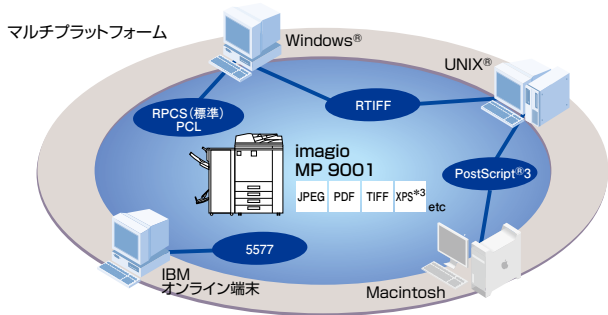 マルチプラットフォーム
Windows®
UNIX®
RPCS（標準）
PCL
RTIFF
imagio
MP 9001
JPEG PDF TIFF XPS*3 etc
PostScript®3
5577
IBM
オンライン端末
Macintosh